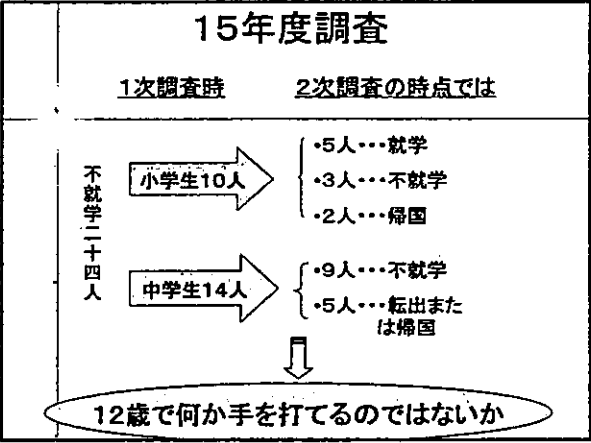 15年度調査
1次調査時
2次調査の時点では
不就学二十四人
小学生10人
・5人・・・就学
・3人・・・不就学
・2人・・・帰国
中学生14人
・9人・・・不就学
・5人・・・転出また
は帰国
12歳で何か手を打てるのではないか